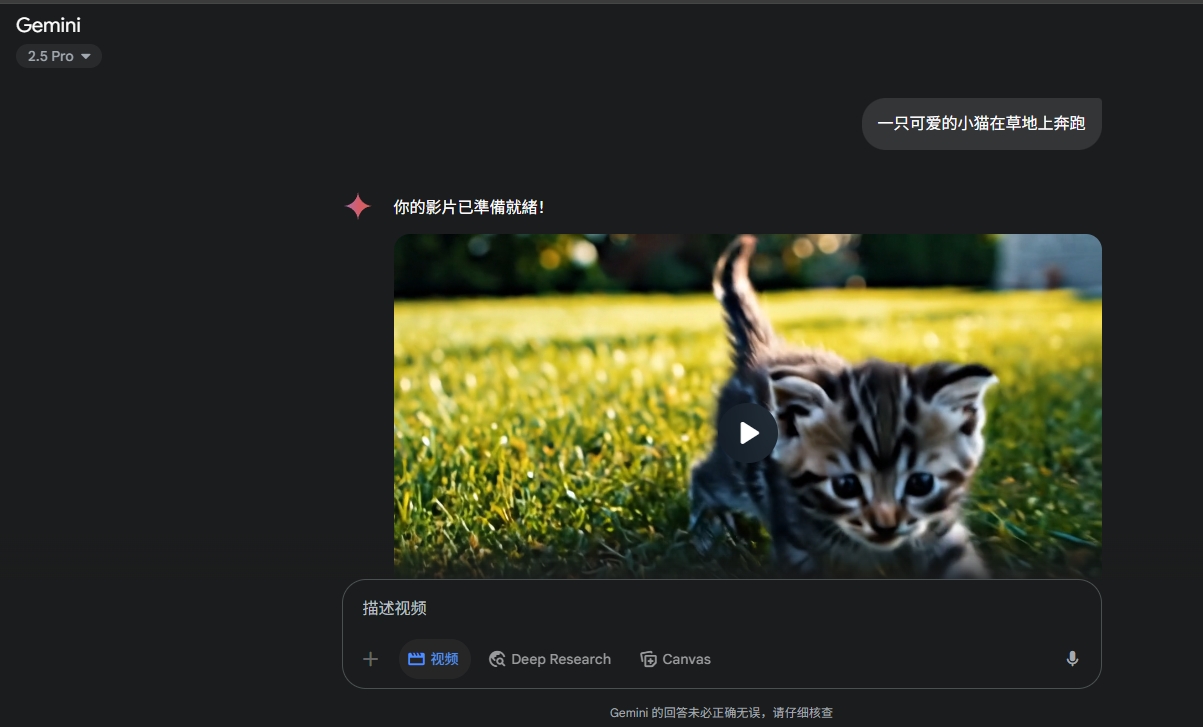 Gemini
2.5 Pro
一只可爱的小猫在草地上奔跑
你的影片已準備就緒！
描述视频
视频 Deep Research Canvas
Gemini 的回答未必正确无误，请仔细核查